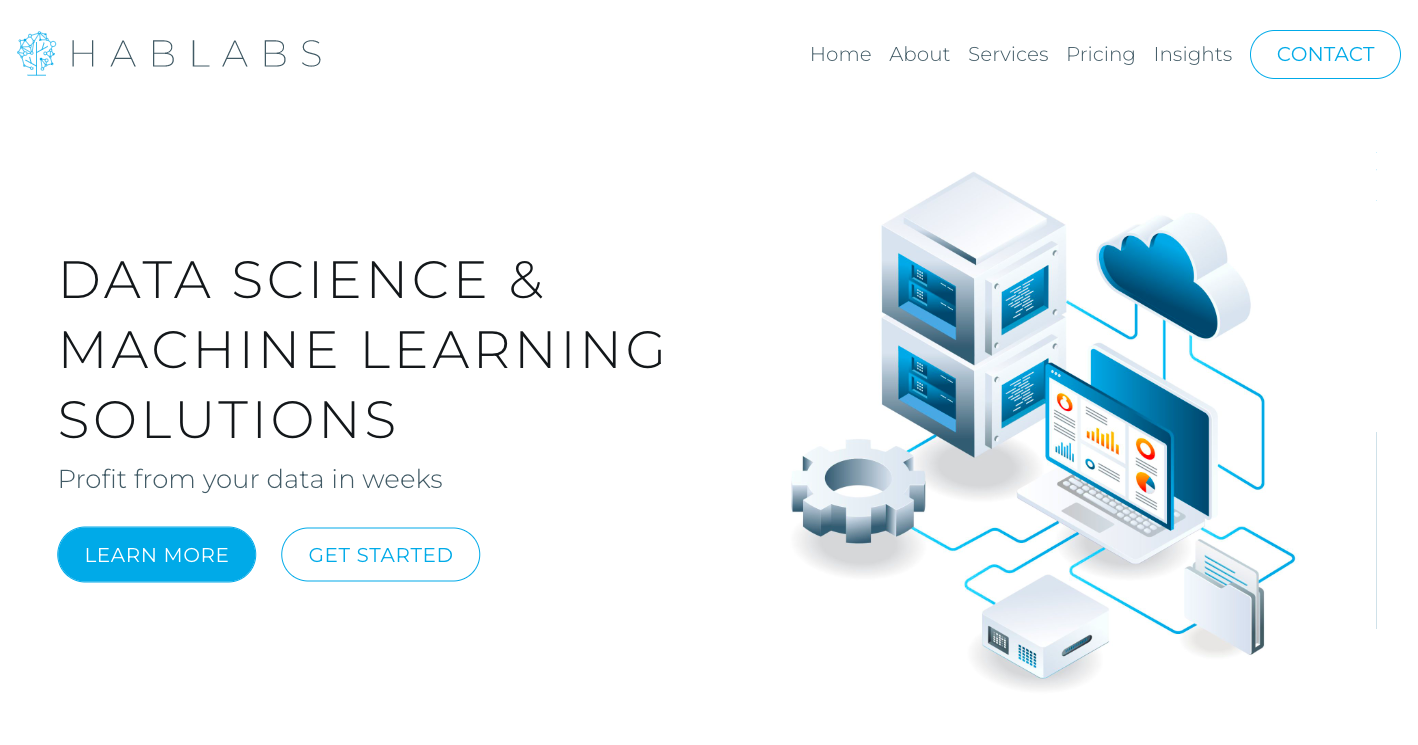 HABLABS
Home About Services Pricing Insights CONTACT
DATA SCIENCE &
MACHINE LEARNING
SOLUTIONS
Profit from your data in weeks
LEARN MORE GET STARTED